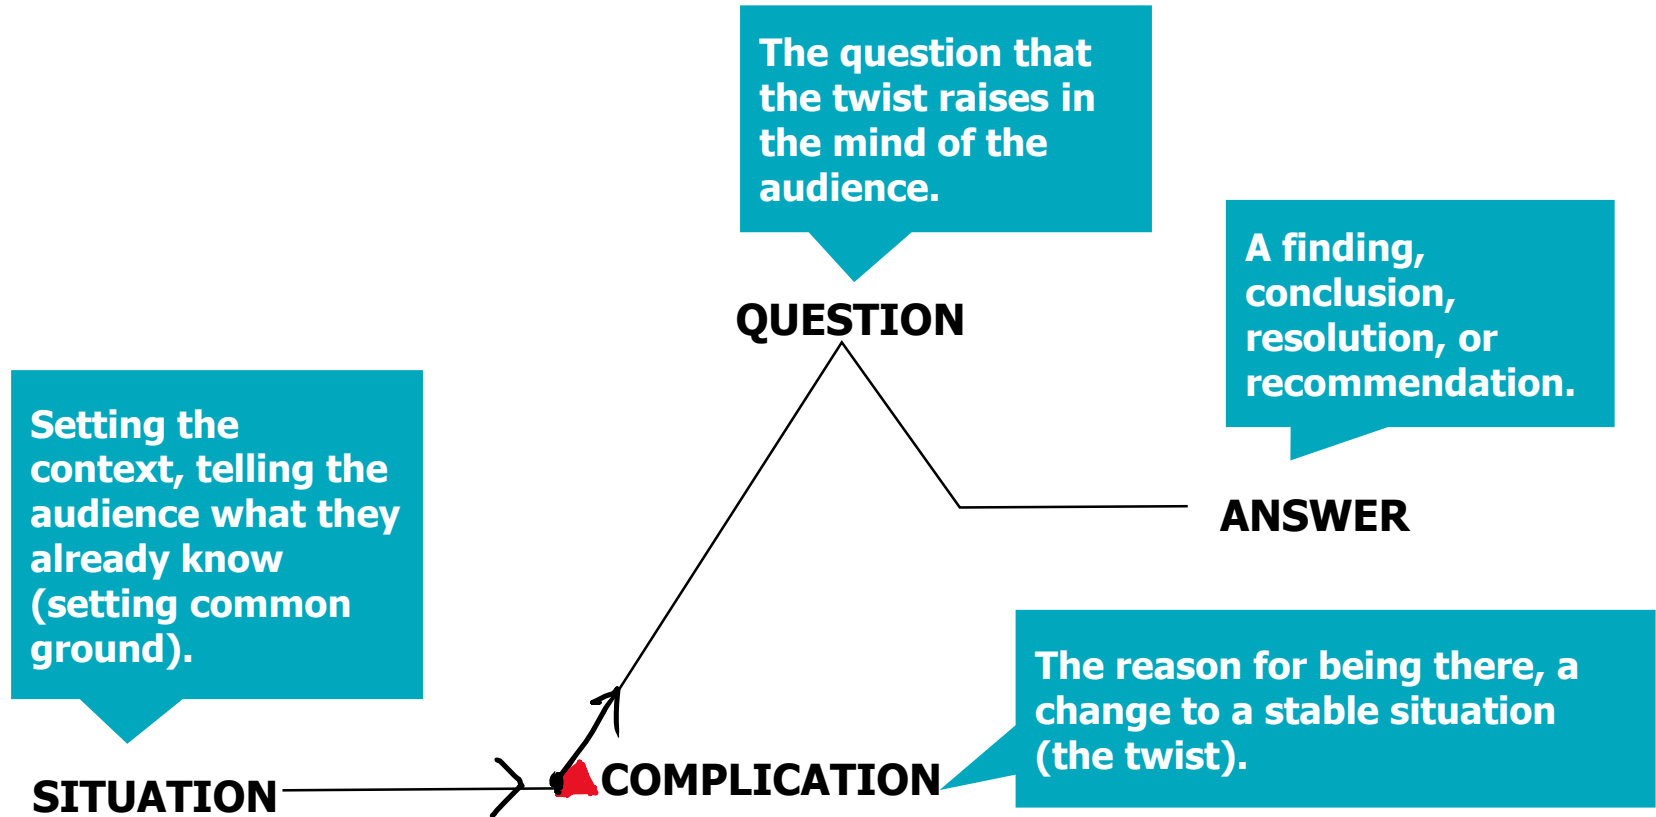 The question that
the twist raises in
the mind of the
audience.
QUESTION
A finding,
conclusion,
resolution, or
recommendation.
ANSWER
Setting the
context, telling the
audience what they
already know
(setting common
ground).
SITUATION
COMPLICATION
The reason for being there, a
change to a stable situation
(the twist).